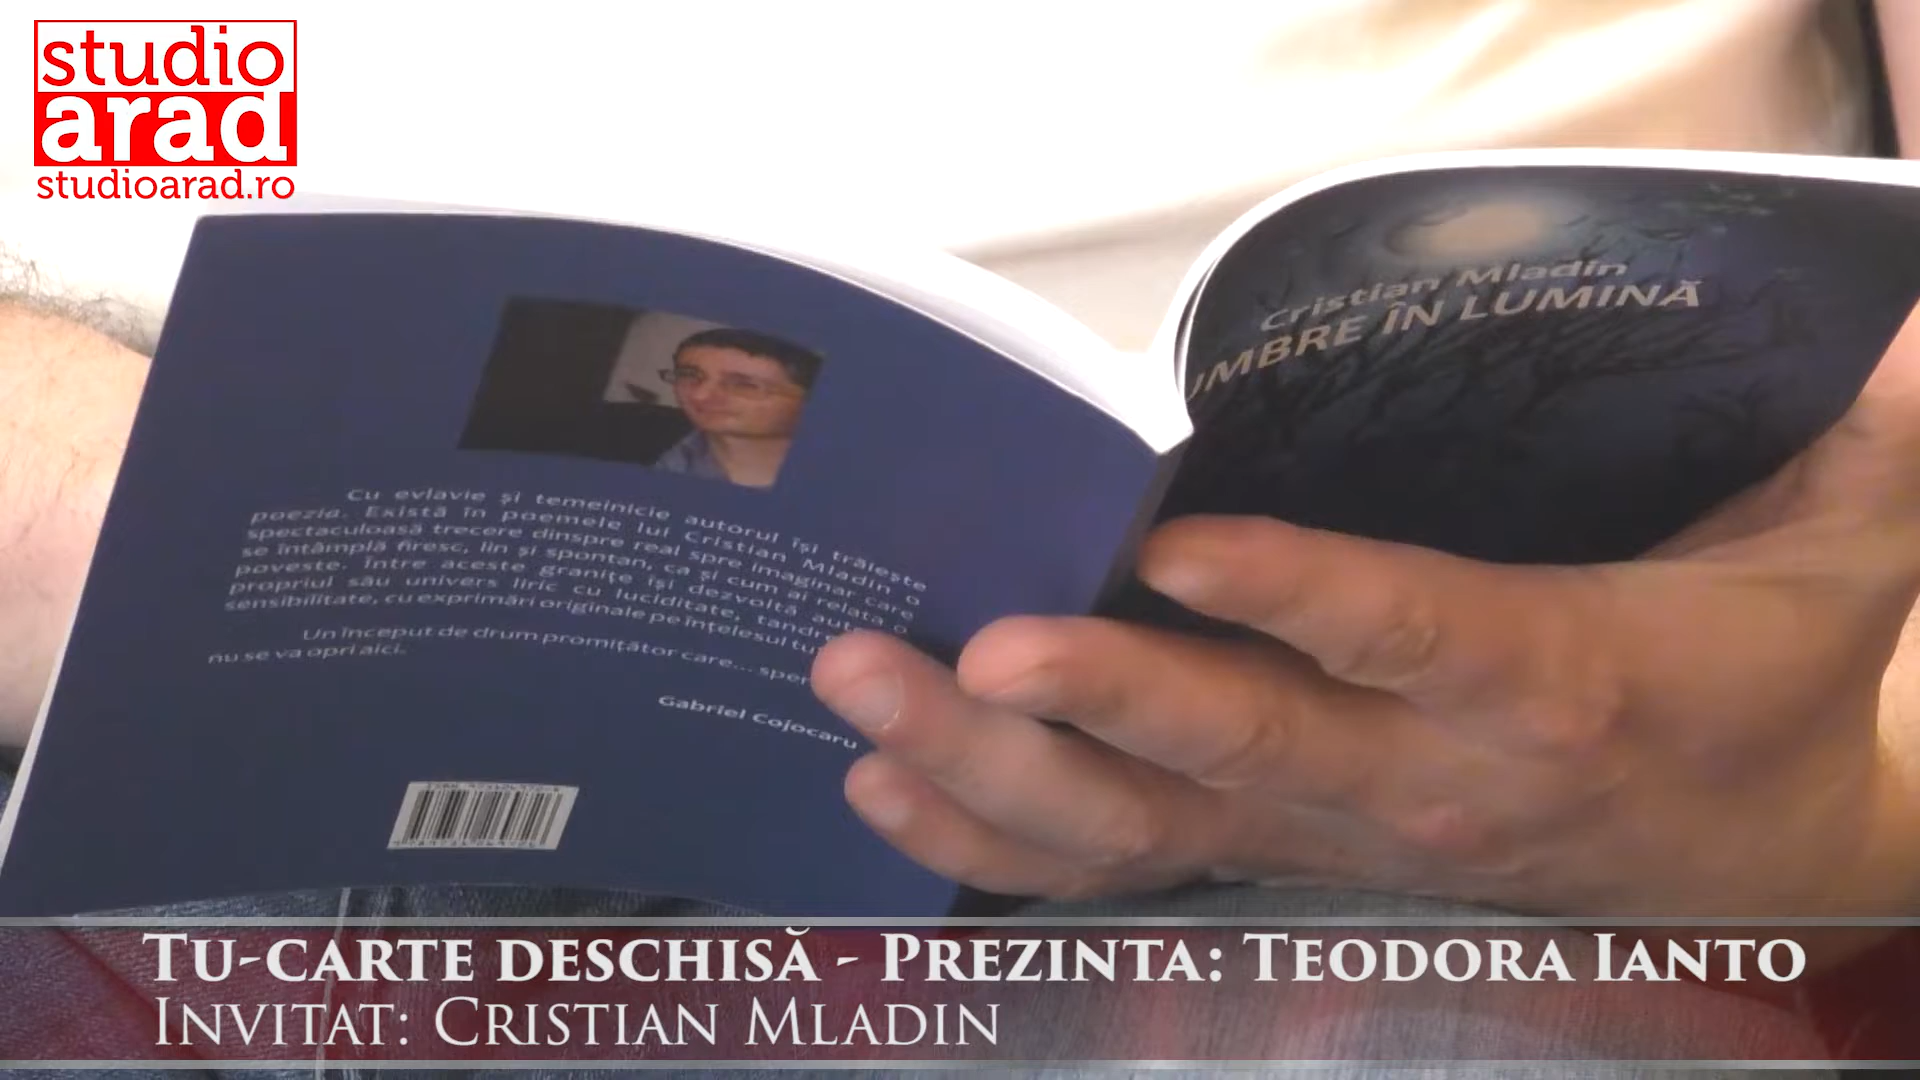 studio
arad
studioarad.ro
Cristian Mladin
UMBRE ÎN LUMINĂ
Cu evlavie și temeinicie autorul își trăiește
poezia. Există în poemele lui Cristian Mladin o
spectaculoasă trecere dinspre real spre imaginar care
se întâmplă firesc, lin și spontan, ca și cum ai relata o
poveste. Între aceste granițe își dezvoltă
propriul său univers liric cu luciditate,
sensibilitate, cu exprimări originale pe înțelesul
Un început de drum promițător care...
nu se va opri aici.
Gabriel Cojocaru
TU-CARTE DESCHISĂ - PREZINTA: TEODORA IANTO
INVITAT: CRISTIAN MLADIN